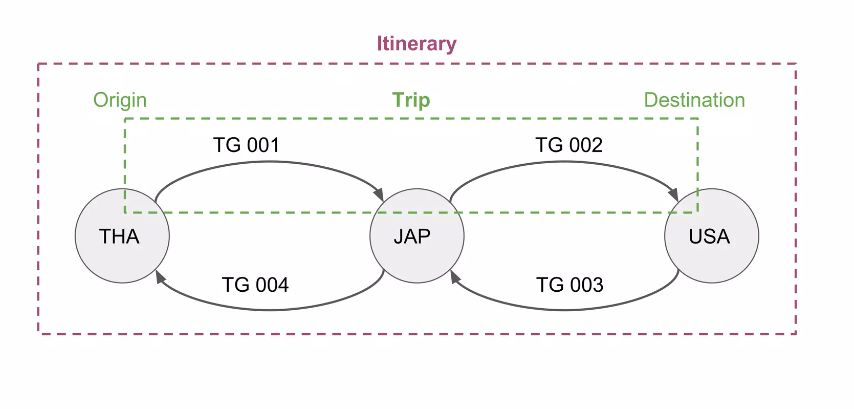 Itinerary
Origin Trip Destination
TG 001 TG 002
THA JAP USA
TG 004 TG 003